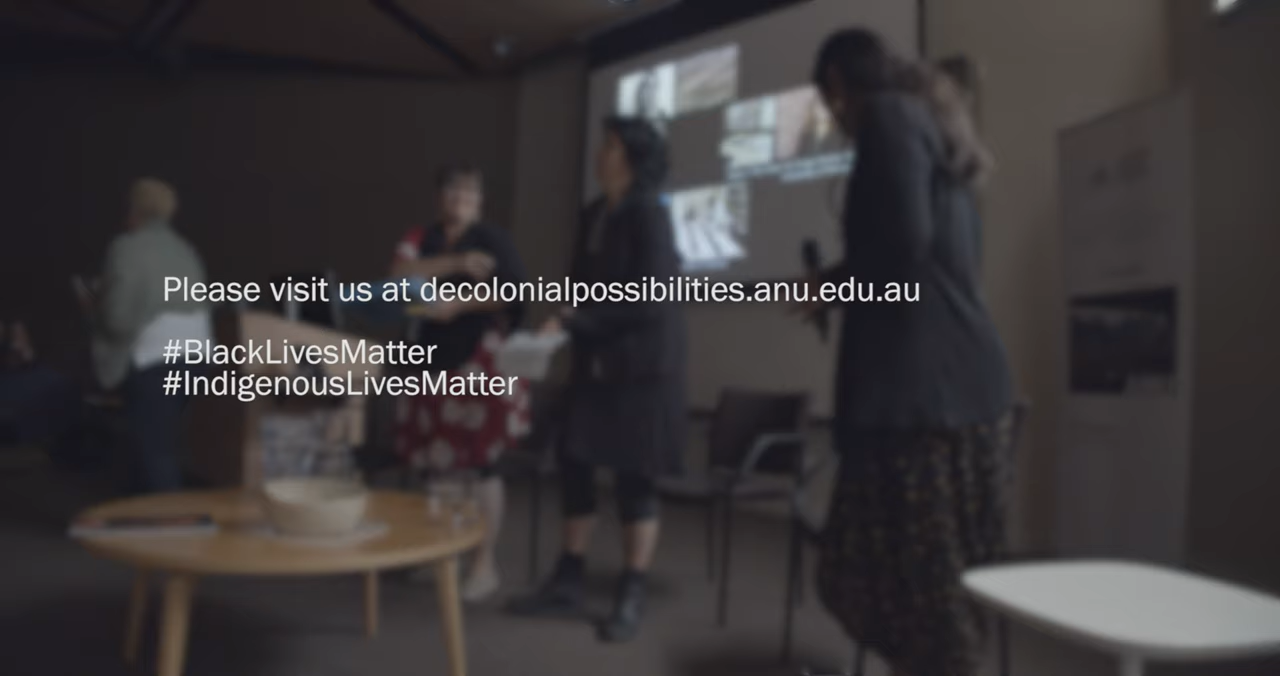 Please visit us at decolonialpossibilities.anu.edu.au
#BlackLivesMatter
#IndigenousLivesMatter